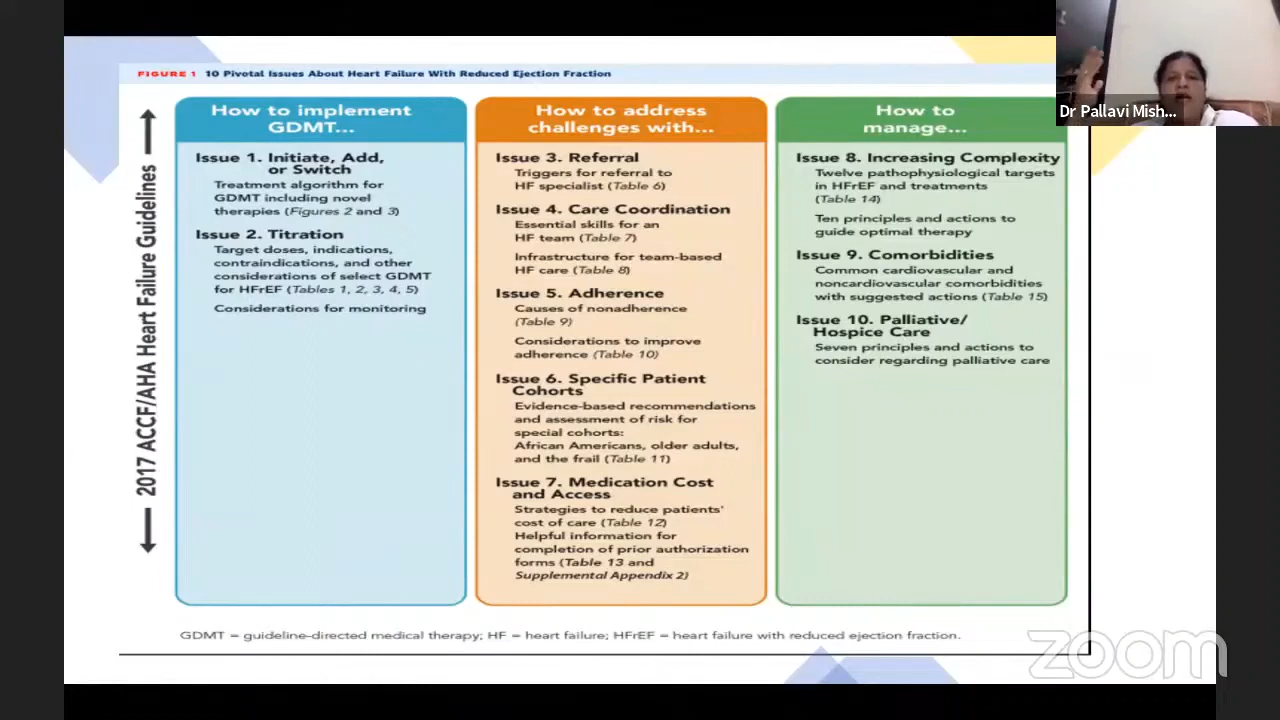 FIGURE 1 10 Pivotal Issues About Heart Failure With Reduced Ejection Fraction
Dr Pallavi Mish...
2017 ACCF/AHA Heart Failure Guidelines
How to implement
GDMT...
Issue 1. Initiate, Add,
or Switch
Treatment algorithm for
GDMT including novel
therapies (Figures 2 and 3)
Issue 2. Titration
Target doses, indications,
contraindications, and other
considerations of select GDMT
for HFrEF (Tables 1, 2, 3, 4, 5)
Considerations for monitoring
How to address
challenges with...
Issue 3. Referral
Triggers for referral to
HF specialist (Table 6)
Issue 4. Care Coordination
Essential skills for an
HF team (Table 7)
Infrastructure for team-based
HF care (Table 8)
Issue 5. Adherence
Causes of nonadherence
(Table 9)
Considerations to improve
adherence (Table 10)
Issue 6. Specific Patient
Cohorts
Evidence-based recommendations
and assessment of risk for
special cohorts:
African Americans, older adults,
and the frail (Table 11)
Issue 7. Medication Cost
and Access
Strategies to reduce patients'
cost of care (Table 12)
Helpful information for
completion of prior authorization
forms (Table 13 and
Supplemental Appendix 2)
How to
manage...
Issue 8. Increasing Complexity
Twelve pathophysiological targets
in HFrEF and treatments
(Table 14)
Ten principles and actions to
guide optimal therapy
Issue 9. Comorbidities
Common cardiovascular and
noncardiovascular comorbidities
with suggested actions (Table 15)
Issue 10. Palliative/
Hospice Care
Seven principles and actions to
consider regarding palliative care
GDMT = guideline-directed medical therapy; HF = heart failure; HFrEF = heart failure with reduced ejection fraction.
zoom